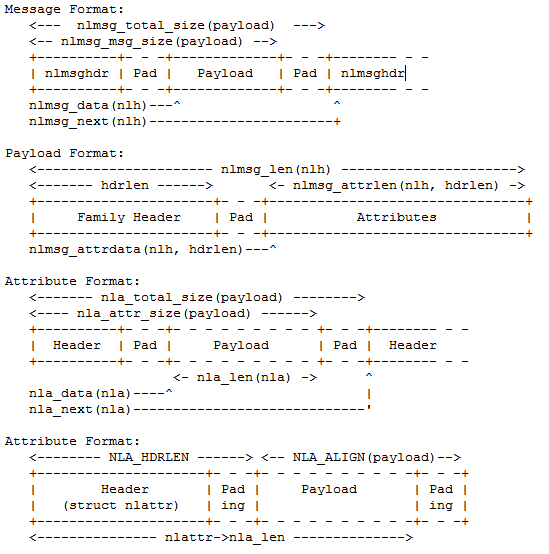 Message Format:
   <---  nlmsg_total_size(payload)  --->
   <-- nlmsg_msg_size(payload) -->
   +----------+- - -+-------------+- - -+-------- - -
   | nlmsghdr | Pad |   Payload   | Pad | nlmsghdr
   +----------+- - -+-------------+- - -+-------- - -
   nlmsg_data(nlh)---^                   ^
   nlmsg_next(nlh)-----------------------+

Payload Format:
   <---------------------- nlmsg_len(nlh) ---------------------->
   <------- hdrlen ------>       <- nlmsg_attrlen(nlh, hdrlen) ->
   +----------------------+- - -+--------------------------------+
   |     Family Header    | Pad |           Attributes           |
   +----------------------+- - -+--------------------------------+
   nlmsg_attrdata(nlh, hdrlen)---^

Attribute Format:
   <------- nla_total_size(payload) -------->
   <---- nla_attr_size(payload) ------>
   +----------+- - -+- - - - - - - - - +- - -+-------- - -
   |  Header  | Pad |     Payload      | Pad |  Header
   +----------+- - -+- - - - - - - - - +- - -+-------- - -
                     <- nla_len(nla) ->      ^
   nla_data(nla)----^                        |
   nla_next(nla)-----------------------------'

Attribute Format:
   <-------- NLA_HDRLEN ------> <-- NLA_ALIGN(payload)-->
   +---------------------+- - -+- - - - - - - - - -+- - -+
   |        Header       | Pad |     Payload       | Pad |
   |   (struct nlattr)   | ing |                   | ing |
   +---------------------+- - -+- - - - - - - - - -+- - -+
   <--------------- nlattr->nla_len -------------->